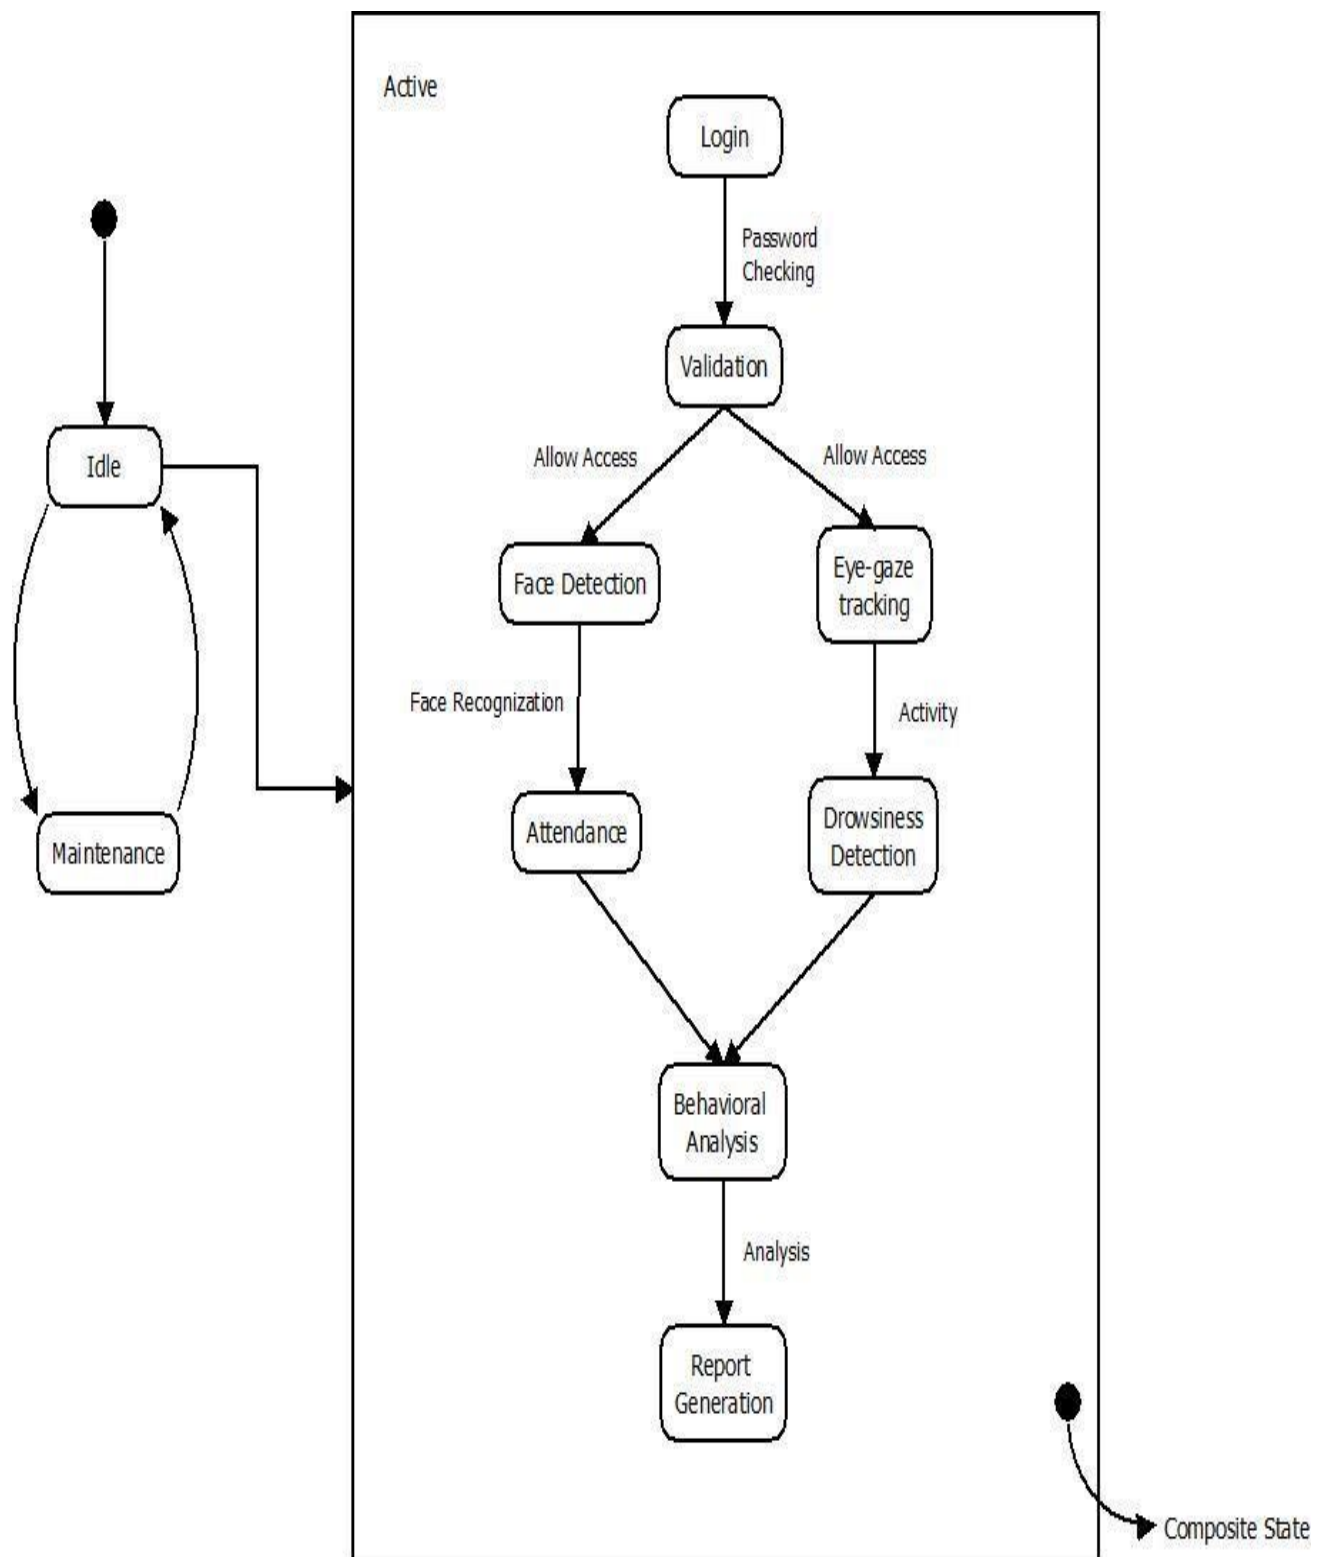 Active
Login
Password
Checking
Validation
Allow Access
Allow Access
Idle
Face Detection
Eye-gaze
tracking
Face Recognization
Activity
Maintenance
Attendance
Drowsiness
Detection
Behavioral
Analysis
Analysis
Report
Generation
Composite State